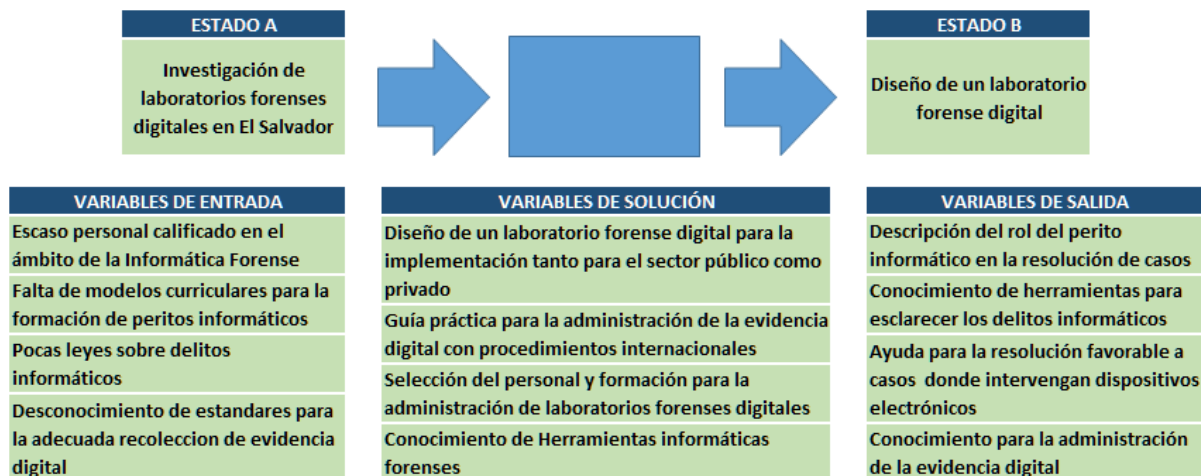 ESTADO A
Investigación de
laboratorios forenses
digitales en El Salvador
ESTADO B
Diseño de un laboratorio
forense digital
VARIABLES DE ENTRADA
Escaso personal calificado en el
ámbito de la Informática Forense
Falta de modelos curriculares para la
formación de peritos informáticos
Pocas leyes sobre delitos
informáticos
Desconocimiento de estandares para
la adecuada recoleccion de evidencia
digital
VARIABLES DE SOLUCIÓN
Diseño de un laboratorio forense digital para la
implementación tanto para el sector público como
privado
Guía práctica para la administración de la evidencia
digital con procedimientos internacionales
Selección del personal y formación para la
administración de laboratorios forenses digitales
Conocimiento de Herramientas informáticas
forenses
VARIABLES DE SALIDA
Descripción del rol del perito
informático en la resolución de casos
Conocimiento de herramientas para
esclarecer los delitos informáticos
Ayuda para la resolución favorable a
casos donde intervengan dispositivos
electrónicos
Conocimiento para la administración
de la evidencia digital